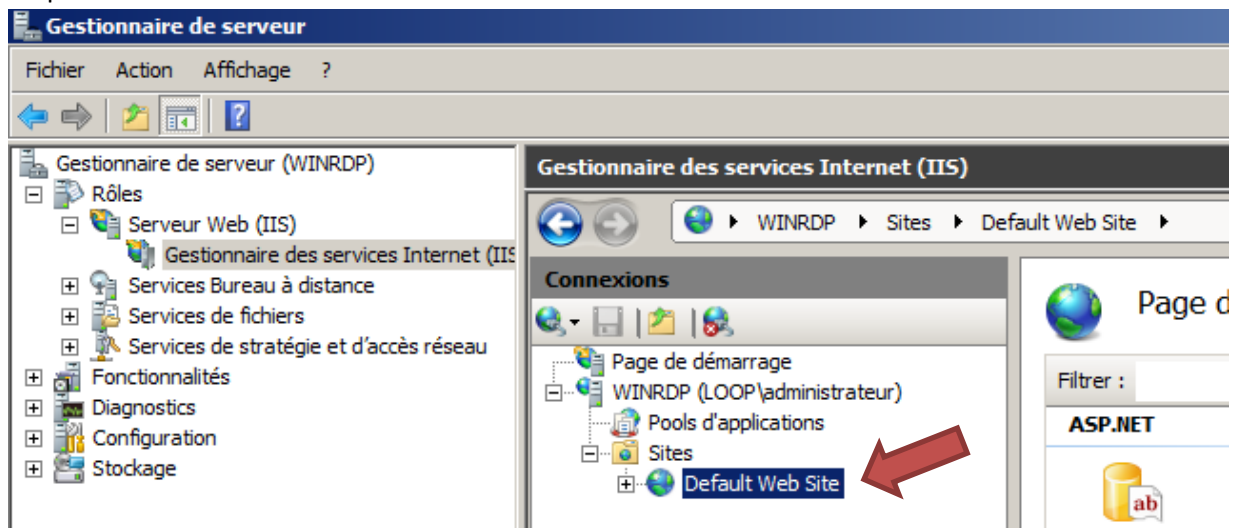 Gestionnaire de serveur
Fichier Action Affichage ?
Gestionnaire de serveur (WINRDP)
Rôles
Serveur Web (IIS)
Gestionnaire des services Internet (IIS
Services Bureau à distance
Services de fichiers
Services de stratégie et d'accès réseau
Fonctionnalités
Diagnostics
Configuration
Stockage
Gestionnaire des services Internet (IIS)
WINRDP Sites Default Web Site
Connexions
Page de démarrage
WINRDP (LOOP\administrateur)
Pools d'applications
Sites
Default Web Site
Page d
Filtrer :
ASP.NET
ab